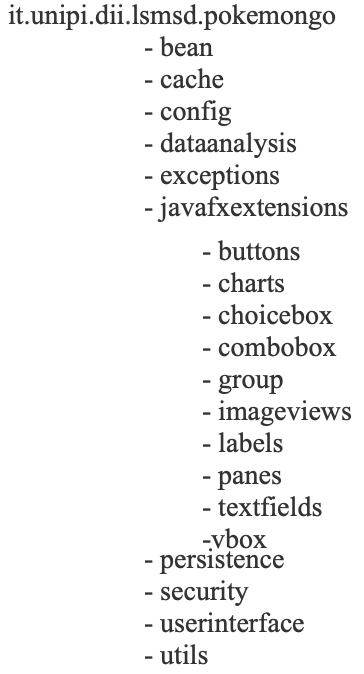 it.unipi.dii.lsmsd.pokemongo
- bean
- cache
- config
- dataanalysis
- exceptions
- javafxextensions
- buttons
- charts
- choicebox
- combobox
- group
- imageviews
- labels
- panes
- textfields
-vbox
- persistence
- security
- userinterface
- utils